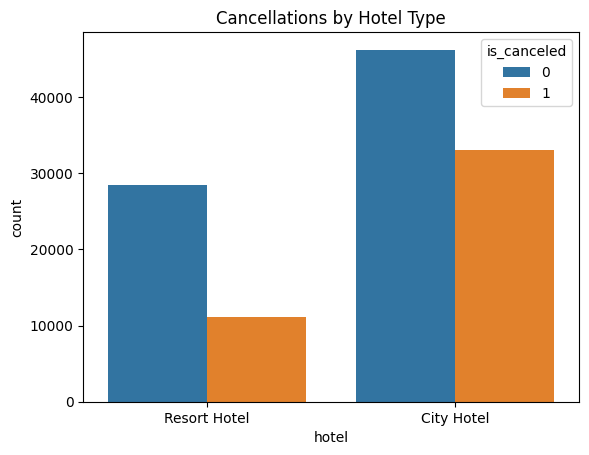 Cancellations by Hotel Type
is_canceled
0
1
count
40000
30000
20000
10000
0
Resort Hotel
City Hotel
hotel